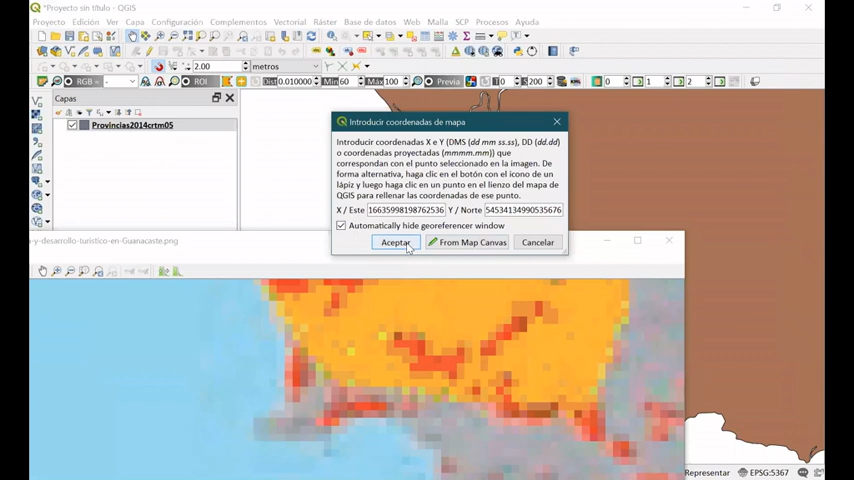 *Proyecto sin título - QGIS
Proyecto Edición Ver Capa Configuración Complementos Vectorial Ráster Base de datos Web Malla SCP Procesos Ayuda
2.00 metros
RGB = - ROI Dist 0.010000 Min 60 Max 100 Previa T 0 S 200 0 1 2
Capas
Provincias2014crtm05
Introducir coordenadas de mapa
Introducir coordenadas X e Y (DMS (dd mm ss.ss), DD (dd.dd)
o coordenadas proyectadas (mmmm.mm)) que
correspondan con el punto seleccionado en la imagen. De
forma alternativa, haga clic en el botón con el icono de un
lápiz y luego haga clic en un punto en el lienzo del mapa de
QGIS para rellenar las coordenadas de ese punto.
X / Este 16635998198762536 Y / Norte 54534134990535676
Automatically hide georeferencer window
Aceptar From Map Canvas Cancelar
-y-desarrollo-turistico-en-Guanacaste.png
Representar EPSG:5367